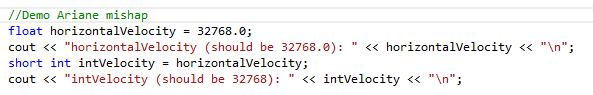 //Demo Ariane mishap
float horizontalVelocity = 32768.0;
cout << "horizontalVelocity (should be 32768.0): " << horizontalVelocity << "\n";
short int intVelocity = horizontalVelocity;
cout << "intVelocity (should be 32768): " << intVelocity << "\n";